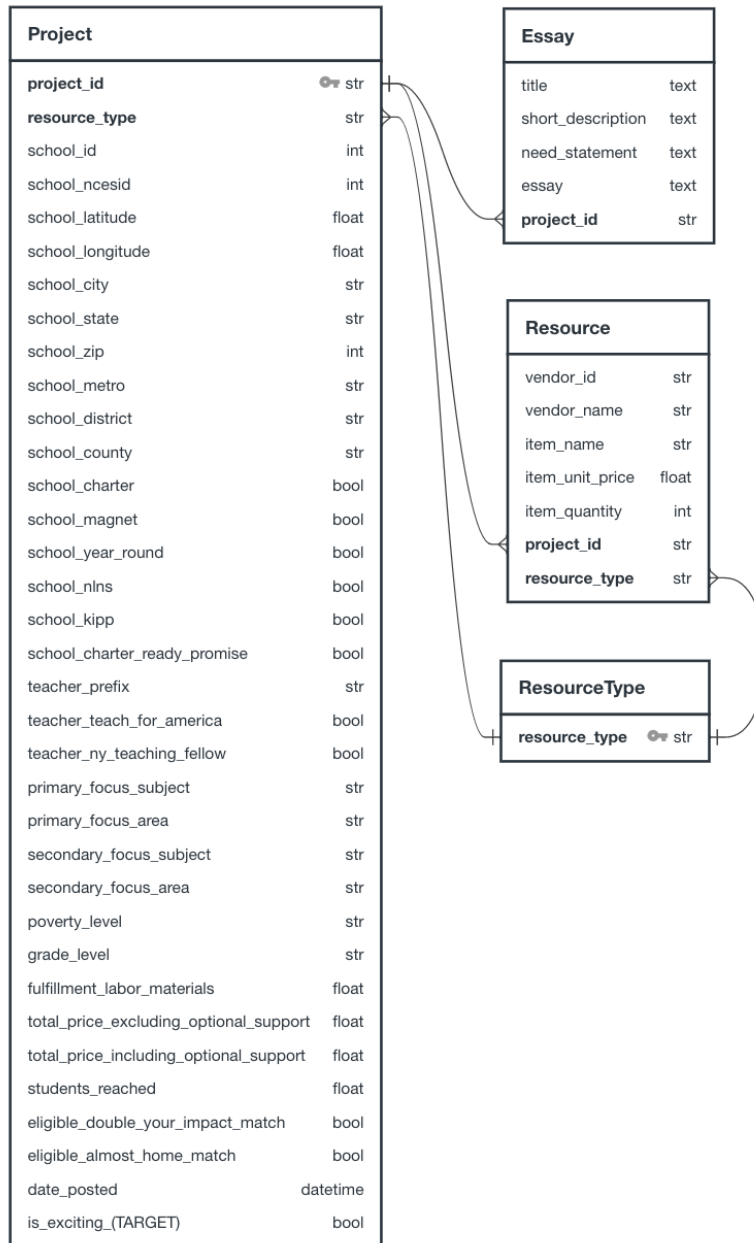 Project
project_id str
resource_type str
school_id int
school_ncesid int
school_latitude float
school_longitude float
school_city str
school_state str
school_zip int
school_metro str
school_district str
school_county str
school_charter bool
school_magnet bool
school_year_round bool
school_nlns bool
school_kipp bool
school_charter_ready_promise bool
teacher_prefix str
teacher_teach_for_america bool
teacher_ny_teaching_fellow bool
primary_focus_subject str
primary_focus_area str
secondary_focus_subject str
secondary_focus_area str
poverty_level str
grade_level str
fulfillment_labor_materials float
total_price_excluding_optional_support float
total_price_including_optional_support float
students_reached float
eligible_double_your_impact_match bool
eligible_almost_home_match bool
date_posted datetime
is_exciting_(TARGET) bool
Essay
title text
short_description text
need_statement text
essay text
project_id str
Resource
vendor_id str
vendor_name str
item_name str
item_unit_price float
item_quantity int
project_id str
resource_type str
ResourceType
resource_type str